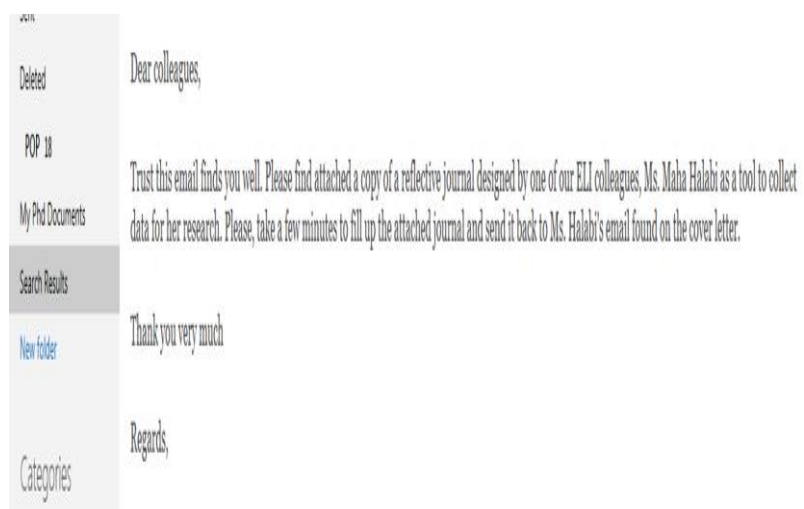 Sent
Deleted
POP 18
My Phd Documents
Search Results
New folder
Categories
Dear colleagues,
Trust this email finds you well. Please find attached a copy of a reflective journal designed by one of our ELI colleagues, Ms. Maha Halabi as a tool to collect
data for her research. Please, take a few minutes to fill up the attached journal and send it back to Ms. Halabi's email found on the cover letter.
Thank you very much
Regards,